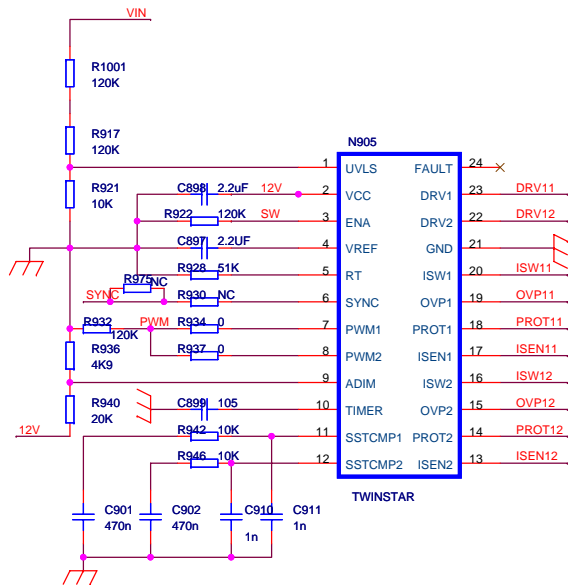 VIN
R1001
120K
N905
R917
120K
1 UVLS FAULT 24
R921
10K
C898 2.2uF 12V 2 VCC DRV1 23 DRV11
R922 120K SW 3 ENA DRV2 22 DRV12
C897 2.2UF 4 VREF GND 21
R928 51K 5 RT ISW1 20 ISW11
R975 NC
SYNC R930 NC 6 SYNC OVP1 19 OVP11
R932 120K PWM R934 0 7 PWM1 PROT1 18 PROT11
R936
4K9
R937 0 8 PWM2 ISEN1 17 ISEN11
9 ADIM ISW2 16 ISW12
R940
20K
C899 105 10 TIMER OVP2 15 OVP12
12V R942 10K 11 SSTCMP1 PROT2 14 PROT12
R946 10K 12 SSTCMP2 ISEN2 13 ISEN12
TWINSTAR
C901 C902 C910 C911
470n 470n 1n 1n